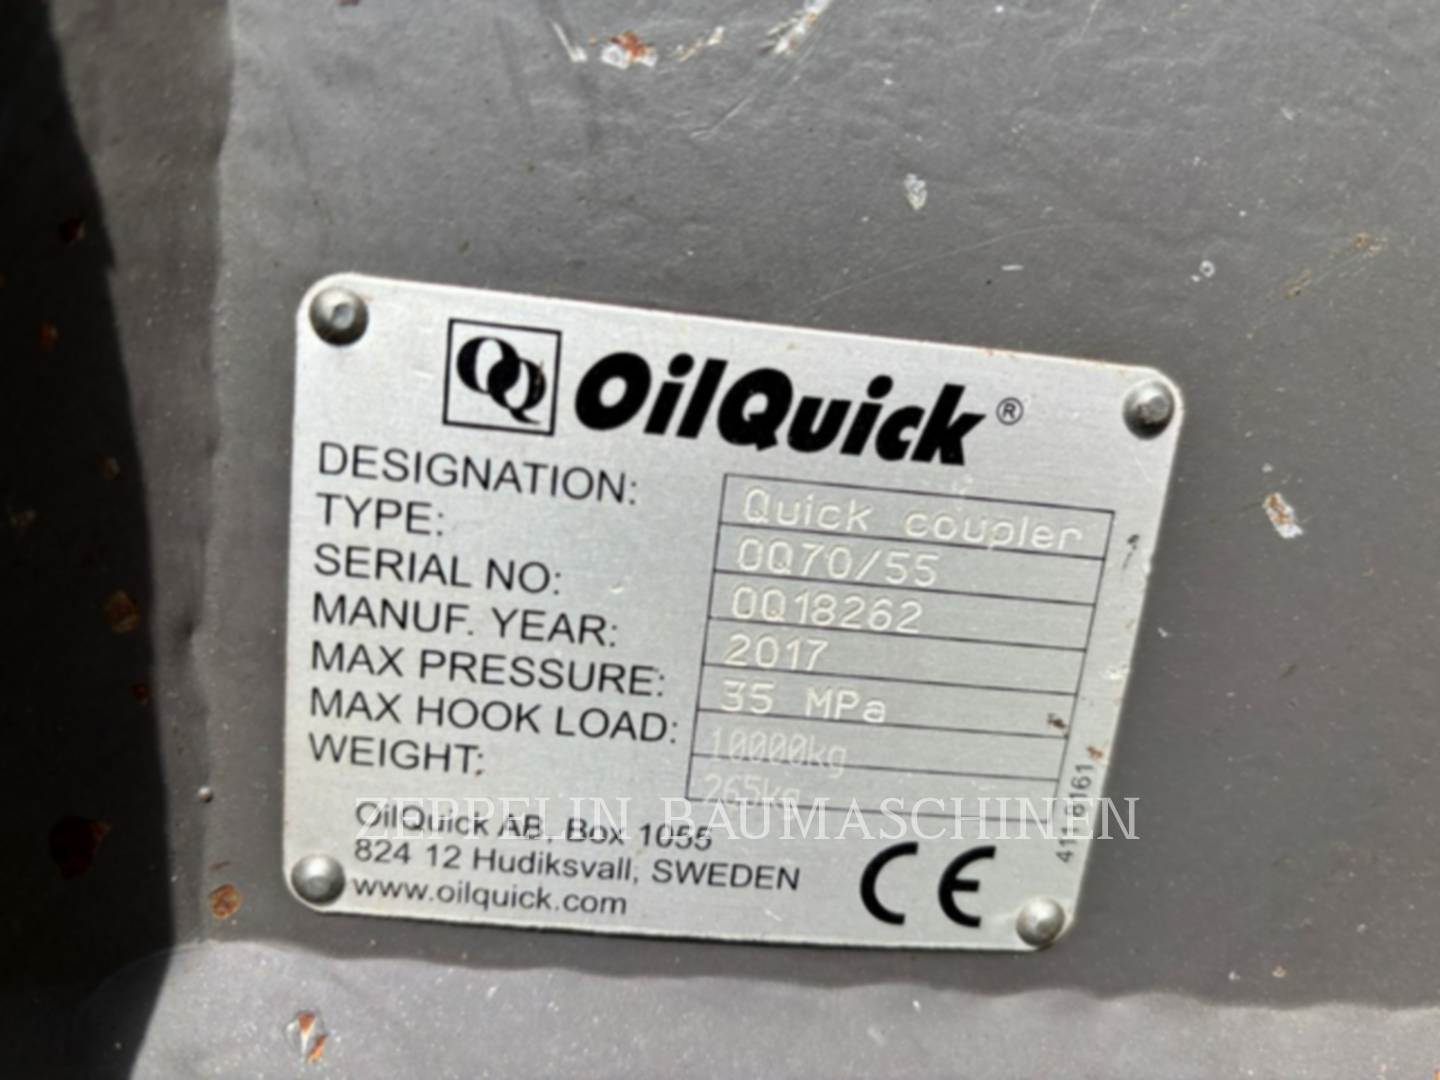 OQ OilQuick®
DESIGNATION: Quick coupler
TYPE: OQ70/55
SERIAL NO: OQ18262
MANUF. YEAR: 2017
MAX PRESSURE: 35 MPa
MAX HOOK LOAD: 10000kg
WEIGHT: 265kg
OilQuick AB, Box 1055
824 12 Hudiksvall, SWEDEN
www.oilquick.com
CE
ZEPPELIN BAUMASCHINEN